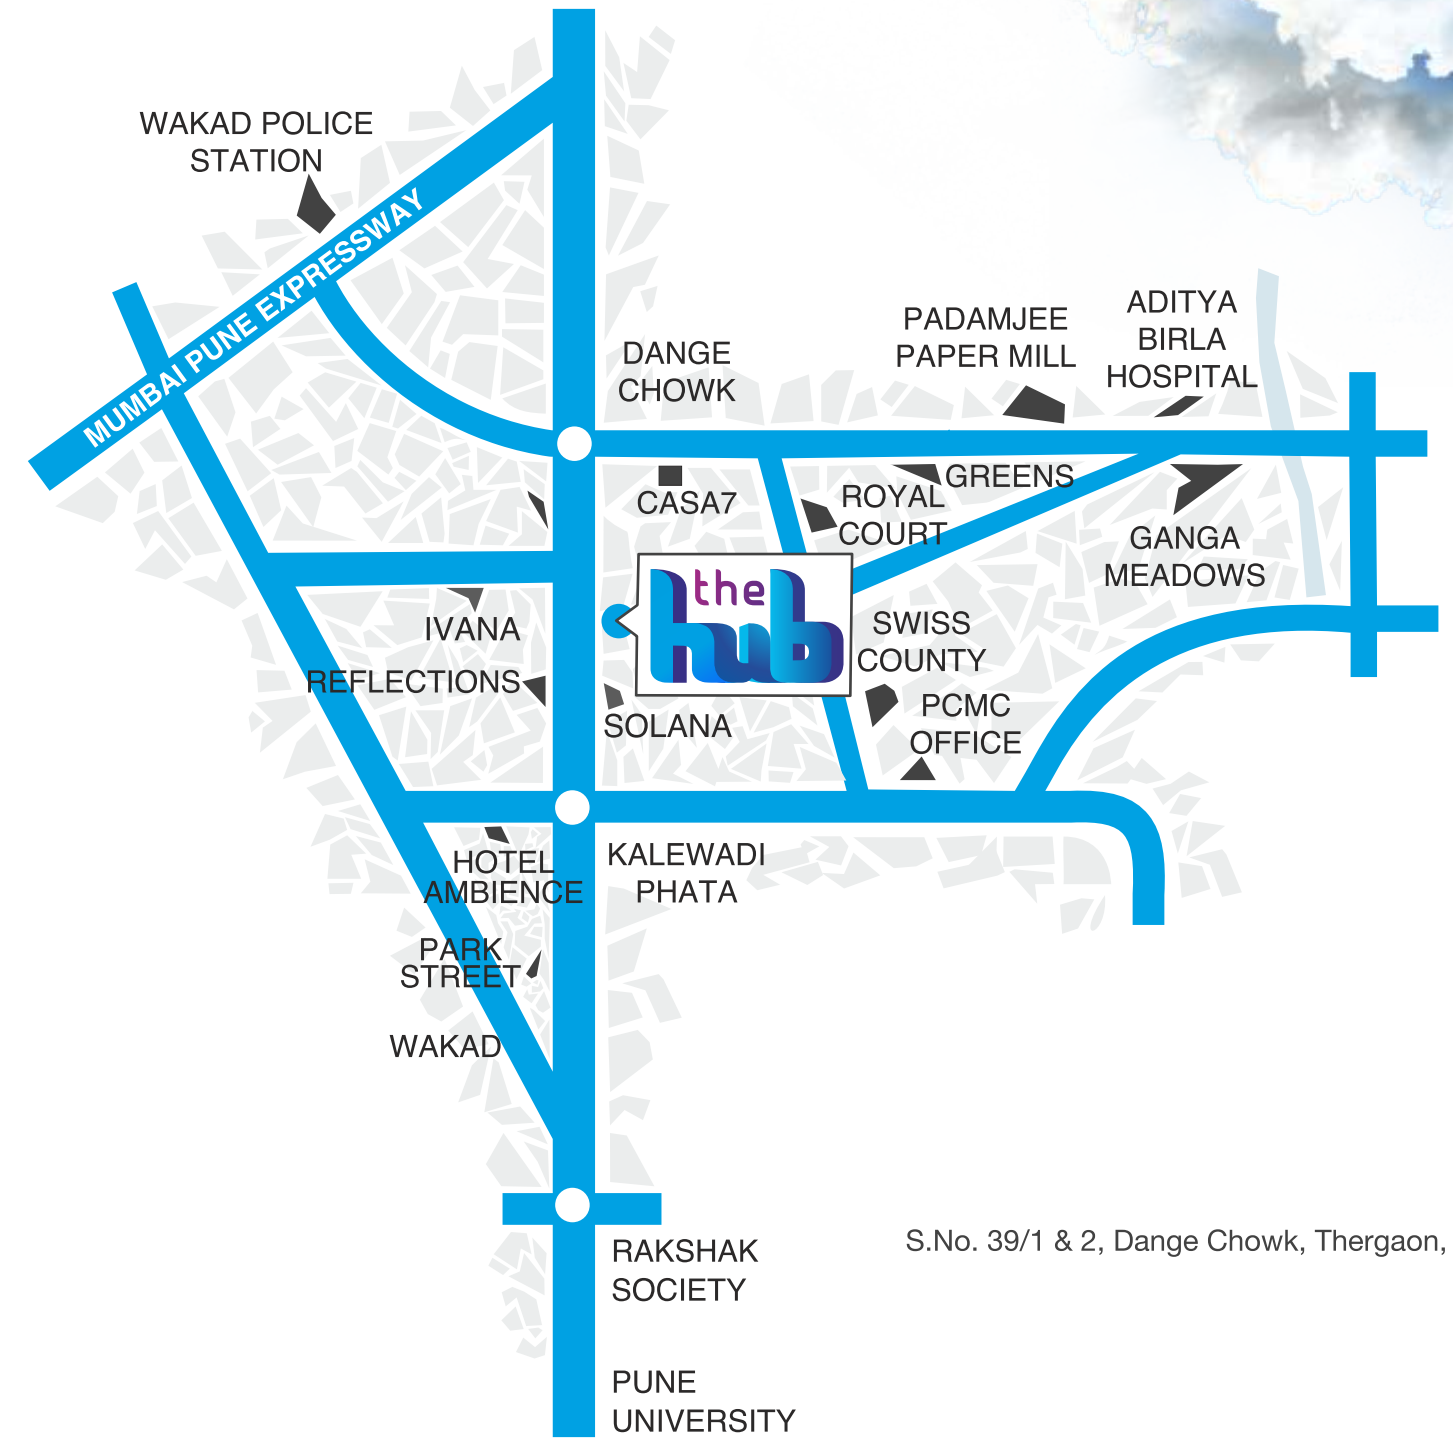 WAKAD POLICE
STATION
MUMBAI PUNE EXPRESSWAY
DANGE
CHOWK
PADAMJEE
PAPER MILL
ADITYA
BIRLA
HOSPITAL
CASA7
ROYAL
COURT
GREENS
GANGA
MEADOWS
the
hub
IVANA
REFLECTIONS
SOLANA
SWISS
COUNTY
PCMC
OFFICE
HOTEL
AMBIENCE
KALEWADI
PHATA
PARK
STREET
WAKAD
RAKSHAK
SOCIETY
S.No. 39/1 & 2, Dange Chowk, Thergaon,
PUNE
UNIVERSITY